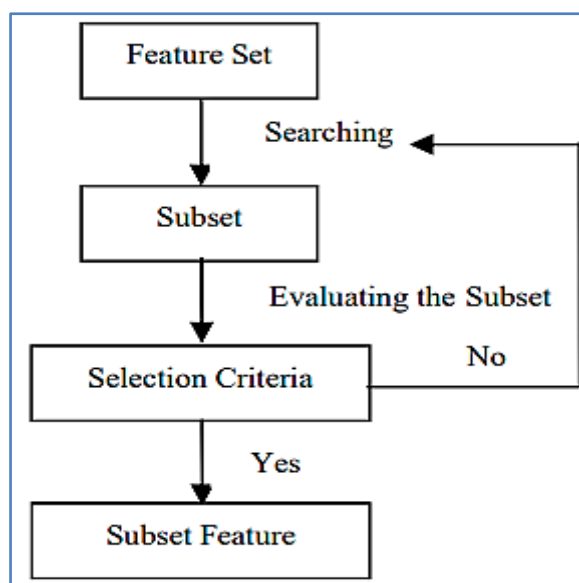 Feature Set
Searching
Subset
Evaluating the Subset
No
Selection Criteria
Yes
Subset Feature